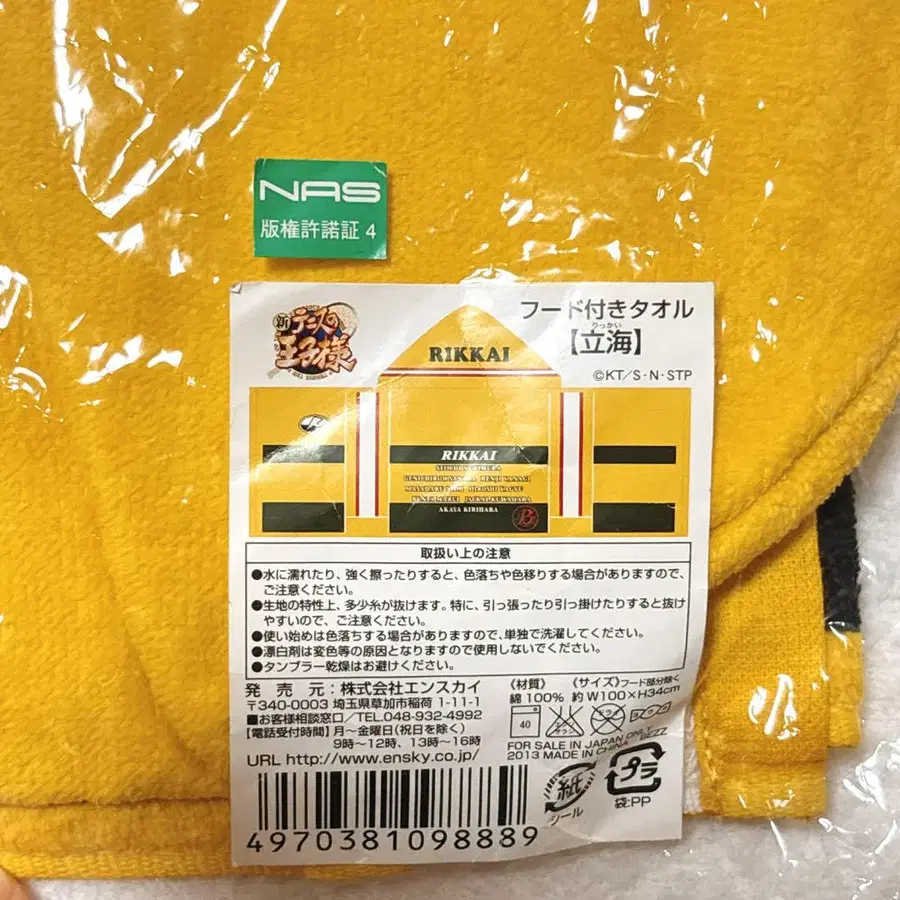 NAS
版権許諾証 4
新テニスの
王子様
フード付きタオル
りっかい
【立海】
©KT/S・N・STP
RIKKAI
RIKKAI
GENICHIROU SANADA RENJI YANAGI
MASAHARU NIOU HIROSHI YAGYU
BUNTA MARUI JACKAL KUWAHARA
AKAYA KIRIHARA
取扱い上の注意
●水に濡れたり、強く擦ったりすると、色落ちや色移りする場合がありますので、
ご注意ください。
●生地の特性上、多少糸が抜けます。特に、引っ張ったり引っ掛けたりすると抜け
やすいので、ご注意ください。
●使い始めは色落ちする場合がありますので、単独で洗濯してください。
●漂白剤は変色等の原因となりますので使用しないでください。
●タンブラー乾燥はお避けください。
発 売 元:株式会社エンスカイ
〒340-0003 埼玉県草加市稲荷 1-11-1
■お客様相談窓口/TEL.048-932-4992
【電話受付時間】月～金曜日(祝日を除く)
9時～12時、13時～16時
URL http://www.ensky.co.jp/
《材質》
綿 100%
《サイズ》フード部分除く
約 W100×H34cm
40
FOR SALE IN JAPAN ONLY
2013 MADE IN CHINA BEZZ
紙
シール
プラ
袋:PP
4970381098889